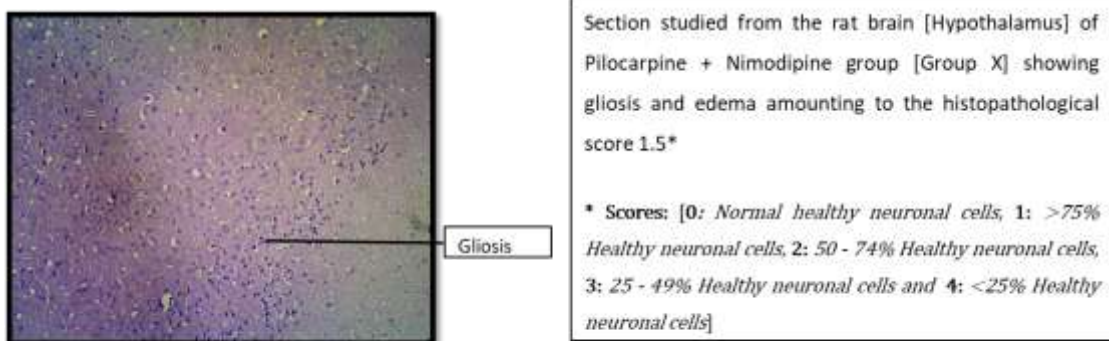 Gliosis
Section studied from the rat brain [Hypothalamus] of
Pilocarpine + Nimodipine group [Group X] showing
gliosis and edema amounting to the histopathological
score 1.5*
* Scores: [0: Normal healthy neuronal cells, 1: >75%
Healthy neuronal cells, 2: 50 - 74% Healthy neuronal cells,
3: 25 - 49% Healthy neuronal cells and 4: <25% Healthy
neuronal cells]